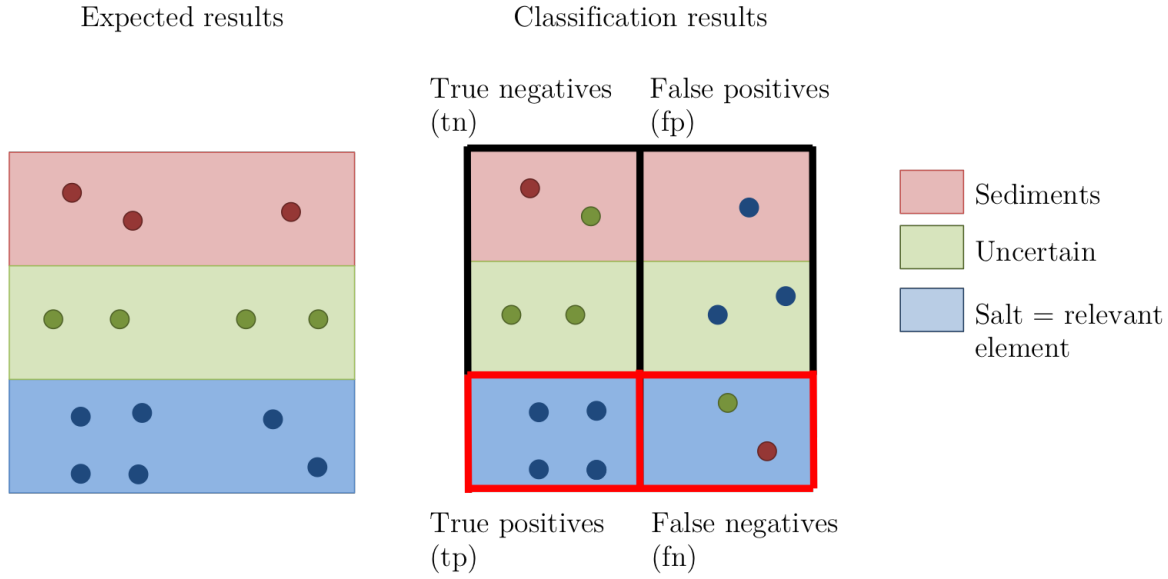 Expected results
Classification results
True negatives
(tn)
False positives
(fp)
Sediments
Uncertain
Salt = relevant
element
True positives
(tp)
False negatives
(fn)